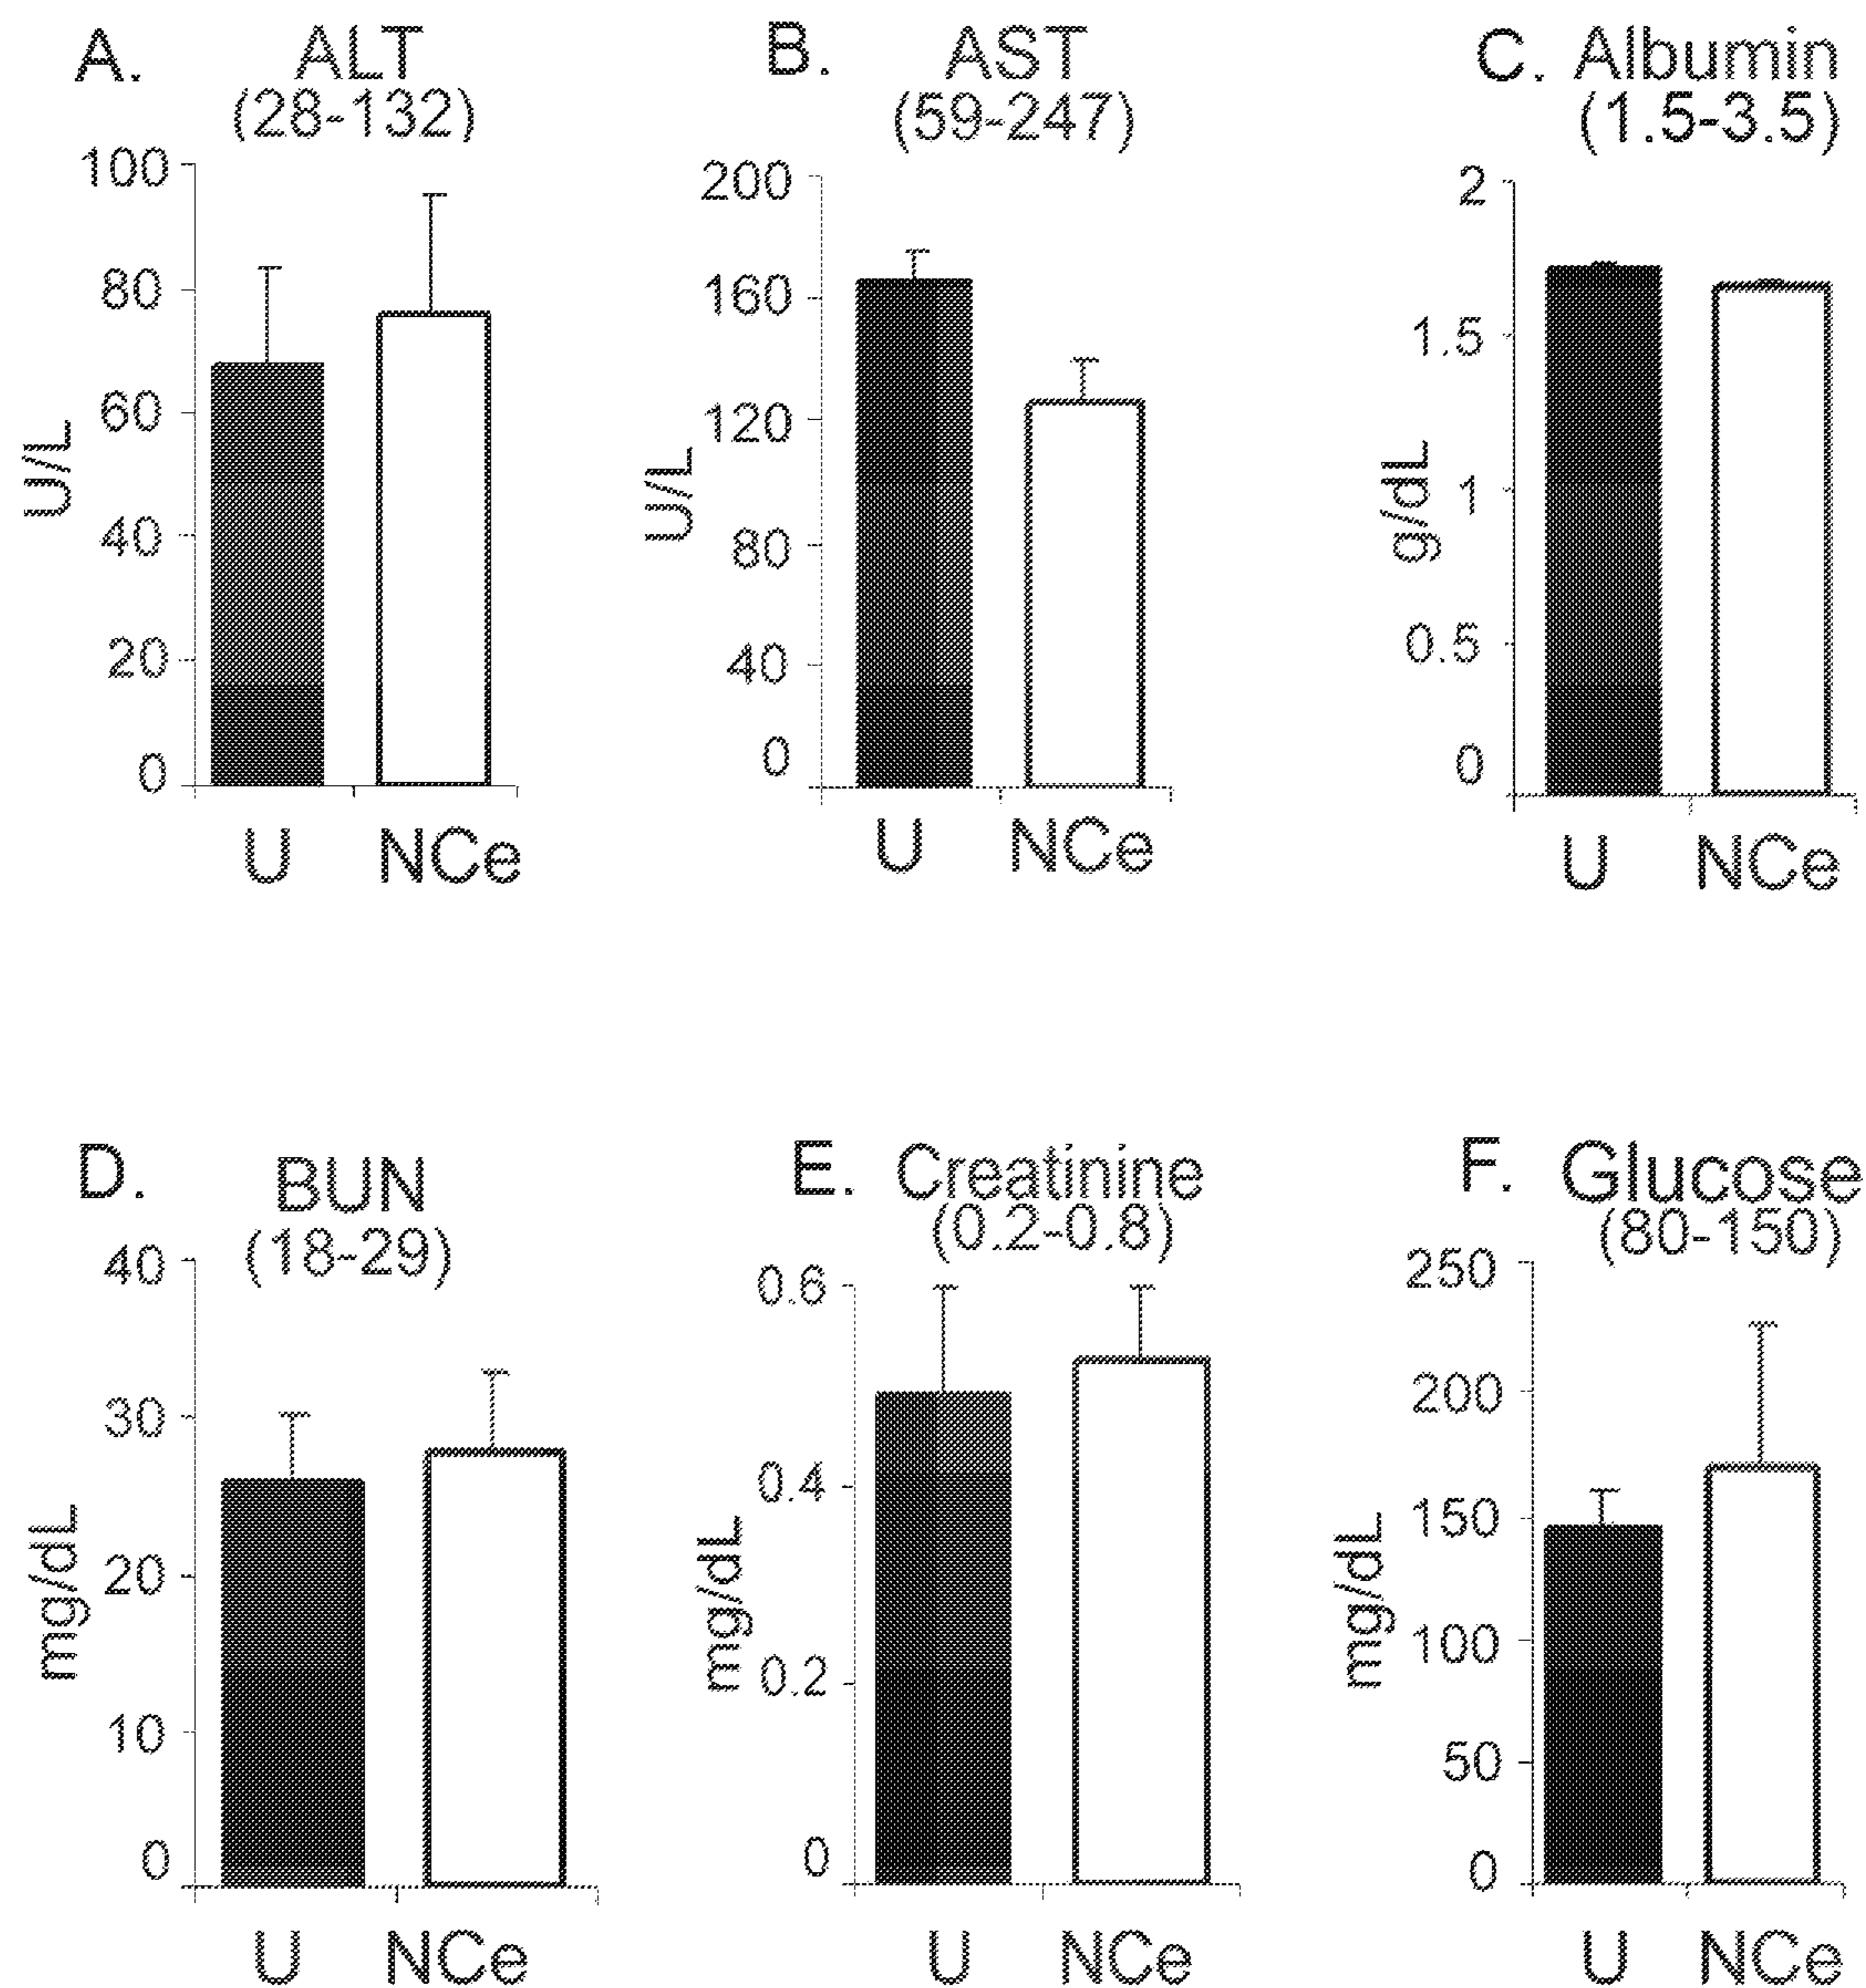 A. ALT
(28-132)
100
80
60
40
20
0
U/L
U NCe
B. AST
(59-247)
200
160
120
80
40
0
U/L
U NCe
C. Albumin
(1.5-3.5)
2
1.5
1
0.5
0
g/dL
U NCe
D. BUN
(18-29)
40
30
20
10
0
mg/dL
U NCe
E. Creatinine
(0.2-0.8)
0.6
0.4
0.2
0
mg/dL
U NCe
F. Glucose
(80-150)
250
200
150
100
50
0
mg/dL
U NCe